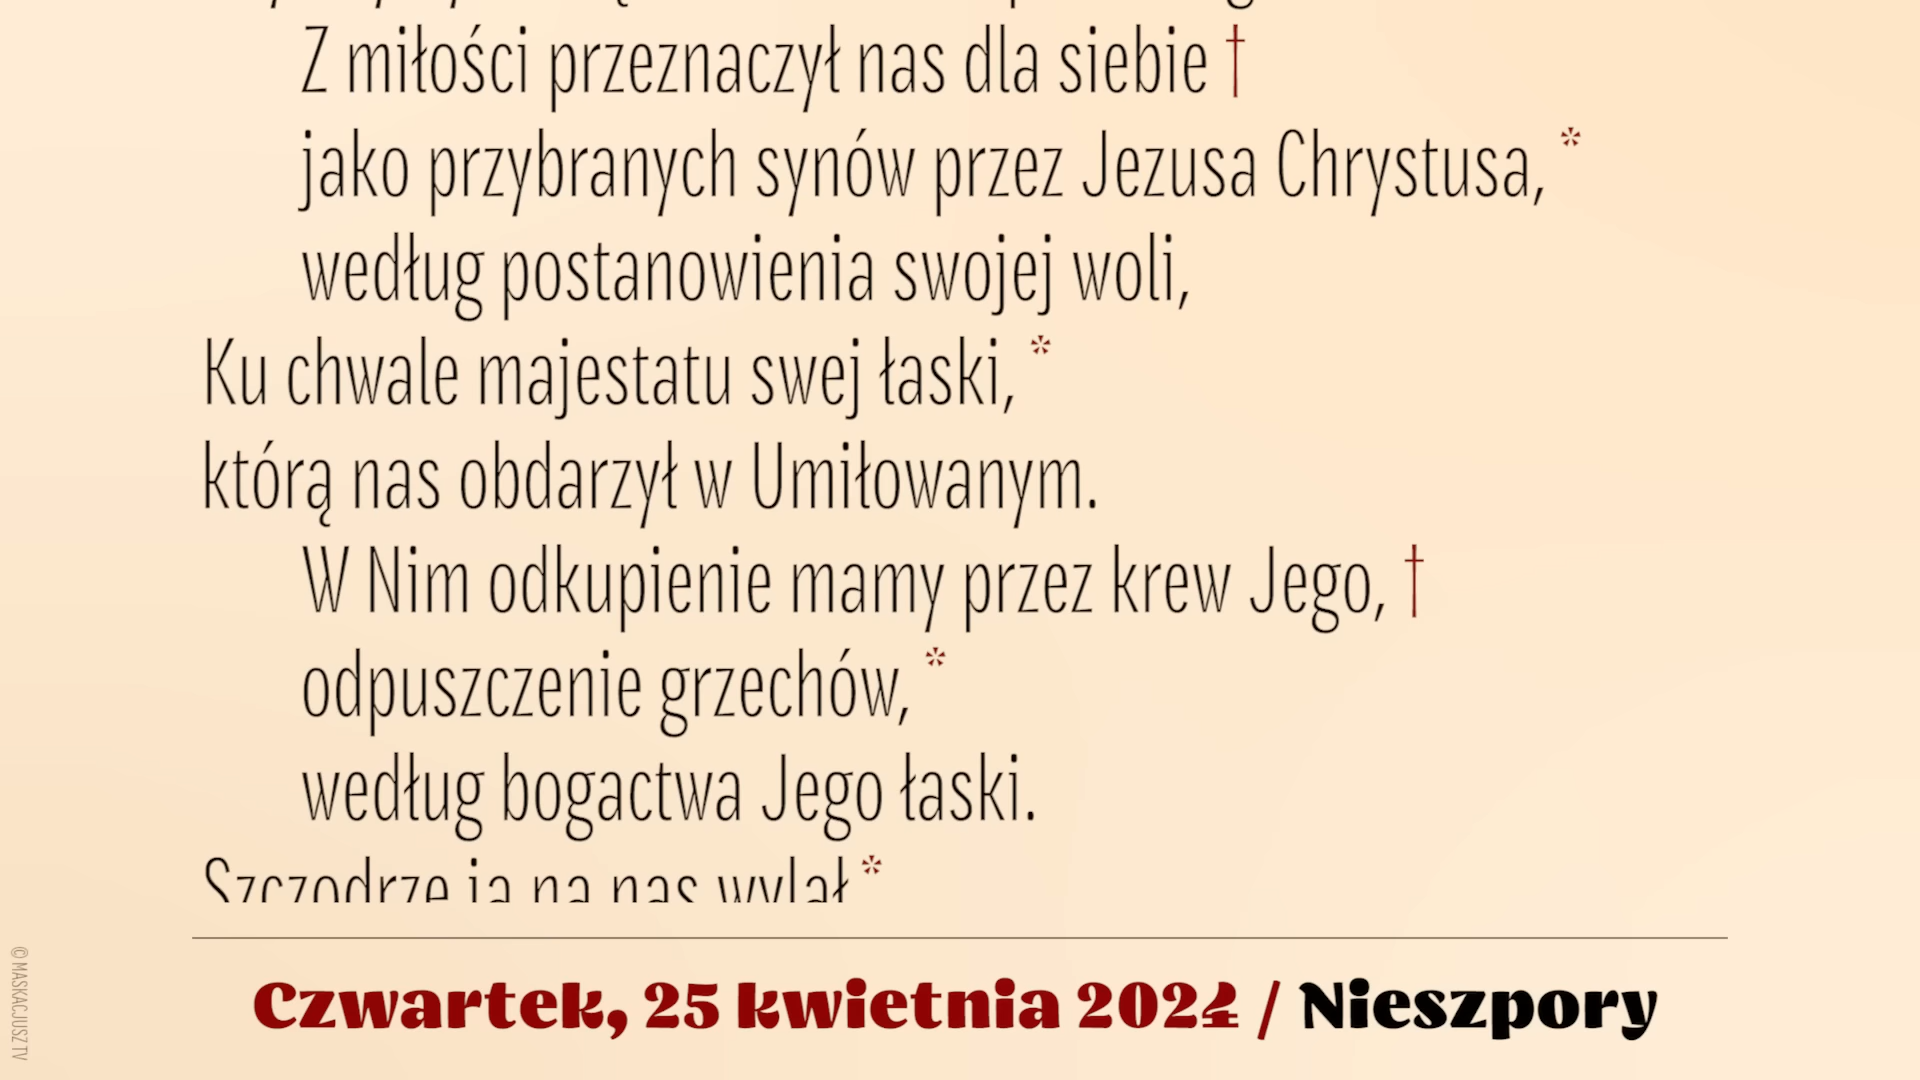 Z miłości przeznaczył nas dla siebie †
jako przybranych synów przez Jezusa Chrystusa, *
według postanowienia swojej woli,
Ku chwale majestatu swej łaski, *
którą nas obdarzył w Umiłowanym.
W Nim odkupienie mamy przez krew Jego, †
odpuszczenie grzechów, *
według bogactwa Jego łaski.
Szczodrze ją na nas wylał *
Czwartek, 25 kwietnia 2024 / Nieszpory
© MASKACJUSZ TV